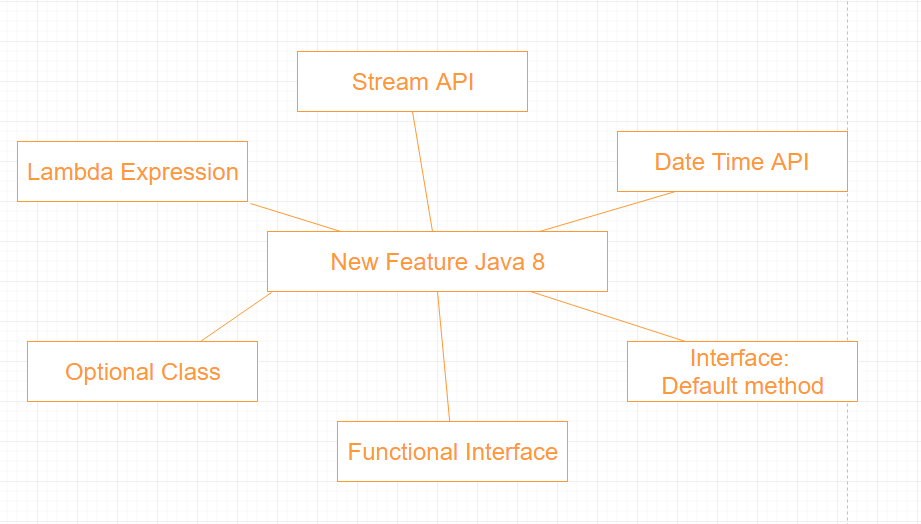 Stream API
Date Time API
Lambda Expression
New Feature Java 8
Optional Class
Interface:
Default method
Functional Interface